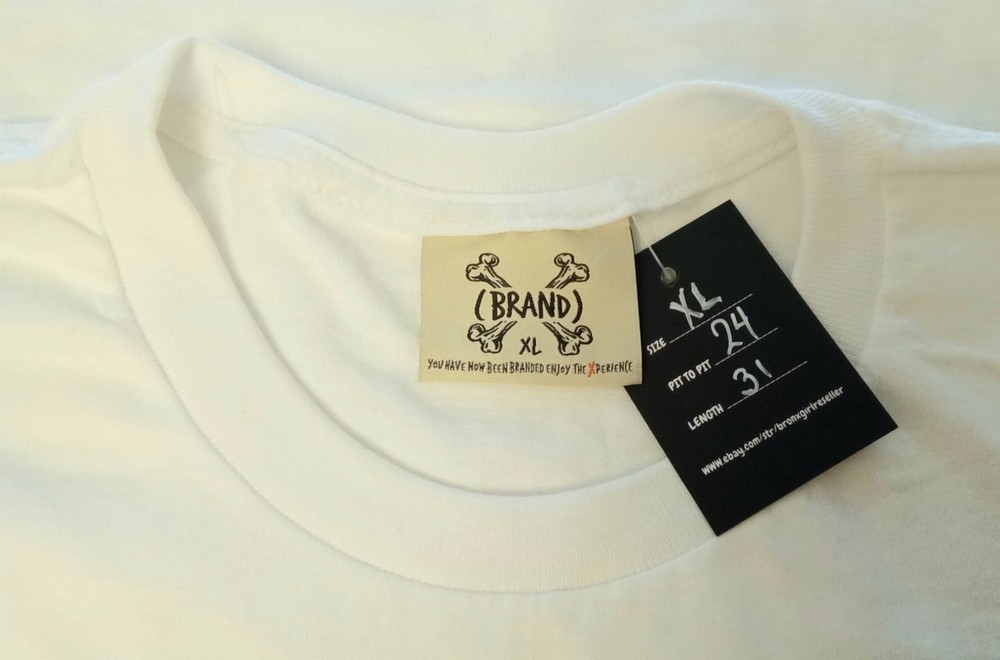 (BRAND)
XL
YOU HAVE NOW BEEN BRANDED ENJOY THE XPERIENCE
SIZE XL
PIT TO PIT 24
LENGTH 31
www.ebay.com/str/bronxgirlreseller